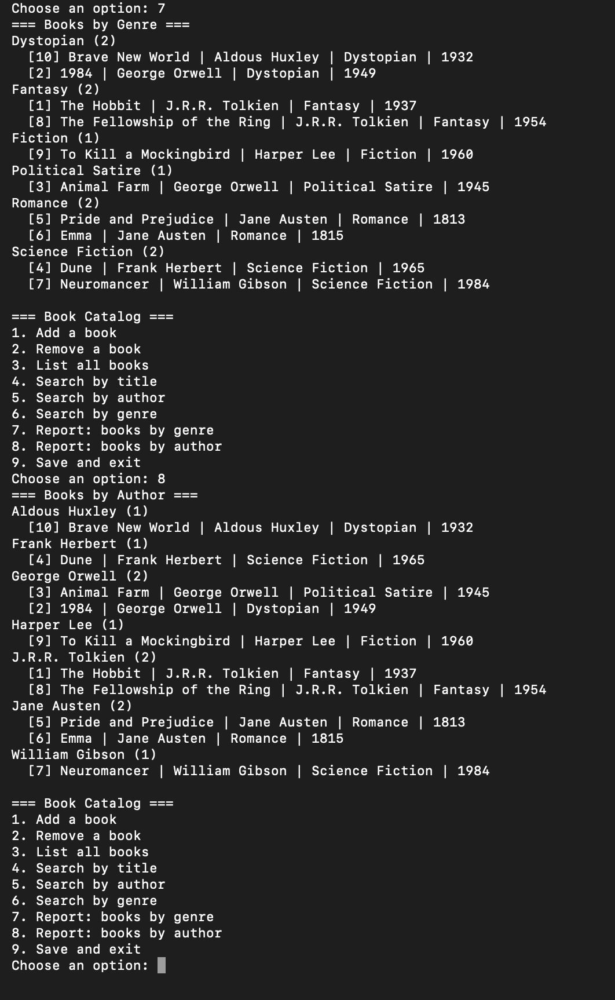 Choose an option: 7
=== Books by Genre ===
Dystopian (2)
  [10] Brave New World | Aldous Huxley | Dystopian | 1932
  [2] 1984 | George Orwell | Dystopian | 1949
Fantasy (2)
  [1] The Hobbit | J.R.R. Tolkien | Fantasy | 1937
  [8] The Fellowship of the Ring | J.R.R. Tolkien | Fantasy | 1954
Fiction (1)
  [9] To Kill a Mockingbird | Harper Lee | Fiction | 1960
Political Satire (1)
  [3] Animal Farm | George Orwell | Political Satire | 1945
Romance (2)
  [5] Pride and Prejudice | Jane Austen | Romance | 1813
  [6] Emma | Jane Austen | Romance | 1815
Science Fiction (2)
  [4] Dune | Frank Herbert | Science Fiction | 1965
  [7] Neuromancer | William Gibson | Science Fiction | 1984

=== Book Catalog ===
1. Add a book
2. Remove a book
3. List all books
4. Search by title
5. Search by author
6. Search by genre
7. Report: books by genre
8. Report: books by author
9. Save and exit
Choose an option: 8
=== Books by Author ===
Aldous Huxley (1)
  [10] Brave New World | Aldous Huxley | Dystopian | 1932
Frank Herbert (1)
  [4] Dune | Frank Herbert | Science Fiction | 1965
George Orwell (2)
  [3] Animal Farm | George Orwell | Political Satire | 1945
  [2] 1984 | George Orwell | Dystopian | 1949
Harper Lee (1)
  [9] To Kill a Mockingbird | Harper Lee | Fiction | 1960
J.R.R. Tolkien (2)
  [1] The Hobbit | J.R.R. Tolkien | Fantasy | 1937
  [8] The Fellowship of the Ring | J.R.R. Tolkien | Fantasy | 1954
Jane Austen (2)
  [5] Pride and Prejudice | Jane Austen | Romance | 1813
  [6] Emma | Jane Austen | Romance | 1815
William Gibson (1)
  [7] Neuromancer | William Gibson | Science Fiction | 1984

=== Book Catalog ===
1. Add a book
2. Remove a book
3. List all books
4. Search by title
5. Search by author
6. Search by genre
7. Report: books by genre
8. Report: books by author
9. Save and exit
Choose an option: